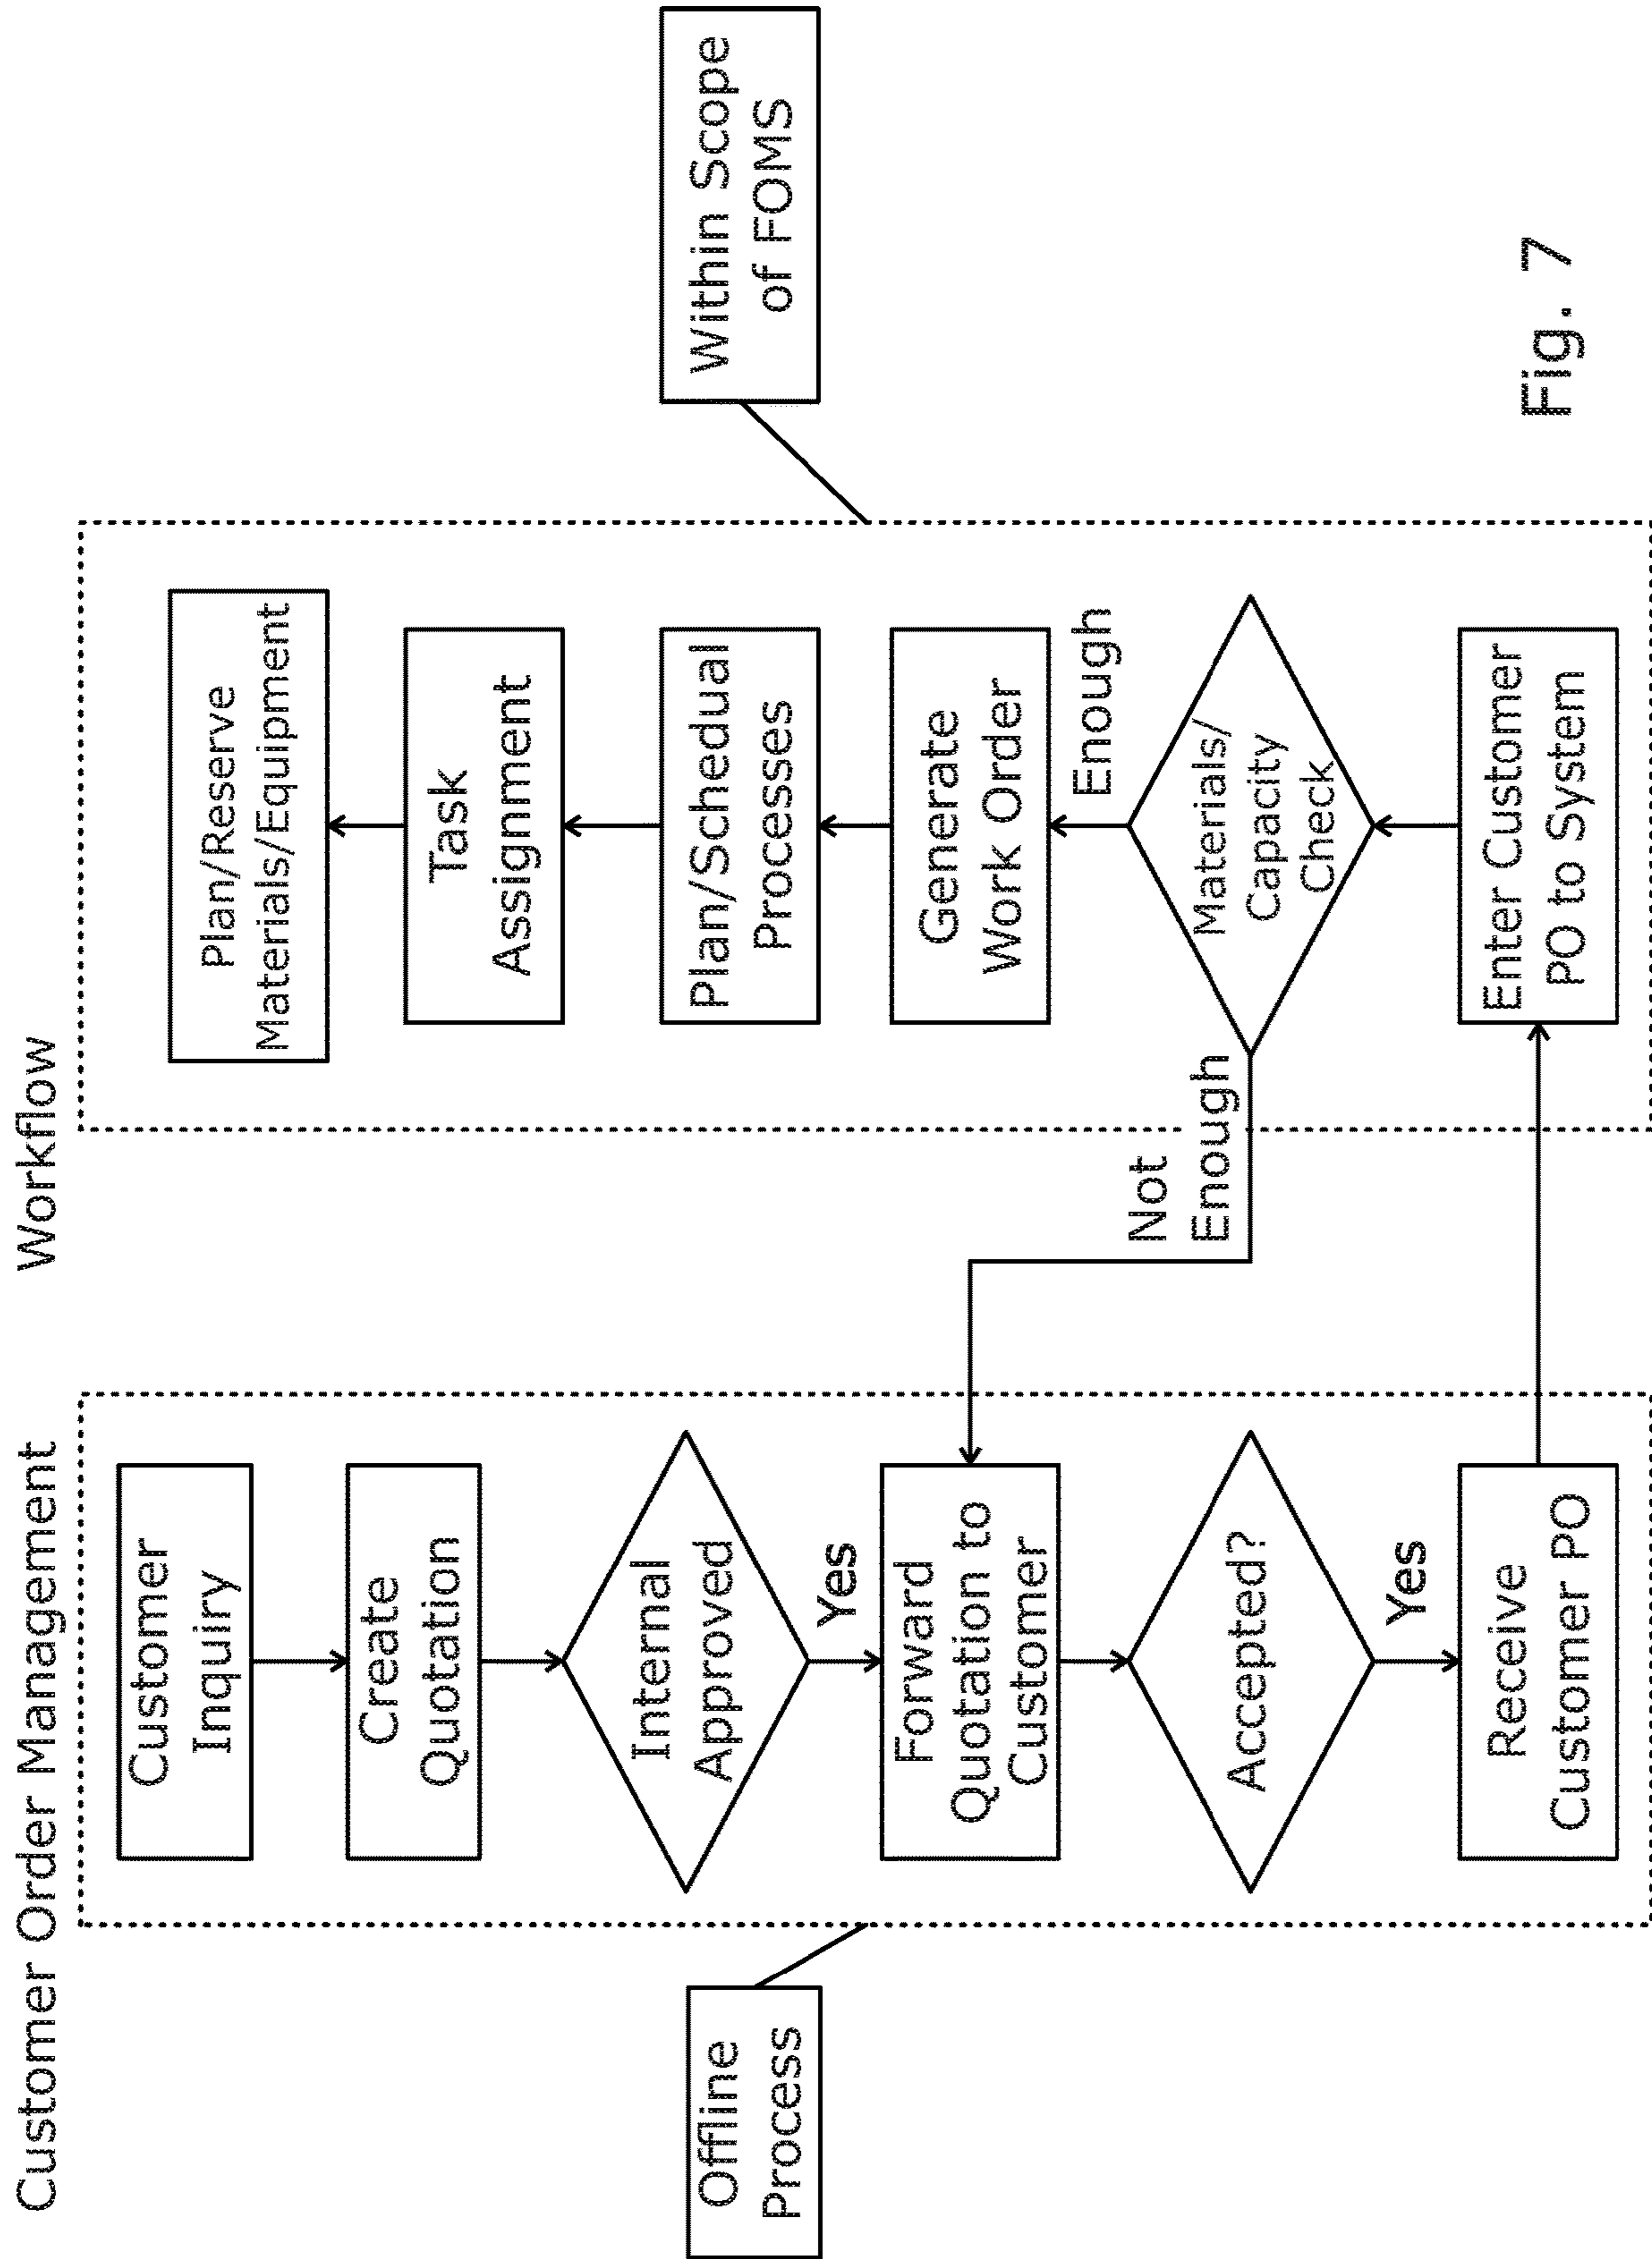 Customer Order Management
Workflow
Offline
Process
Customer
Inquiry
Create
Quotation
Internal
Approved
Yes
Forward
Quotation to
Customer
Accepted?
Yes
Receive
Customer PO
Not
Enough
Plan/Reserve
Materials/Equipment
Task
Assignment
Plan/Schedual
Processes
Generate
Work Order
Enough
Materials/
Capacity
Check
Enter Customer
PO to System
Within Scope
of FOMS
Fig. 7